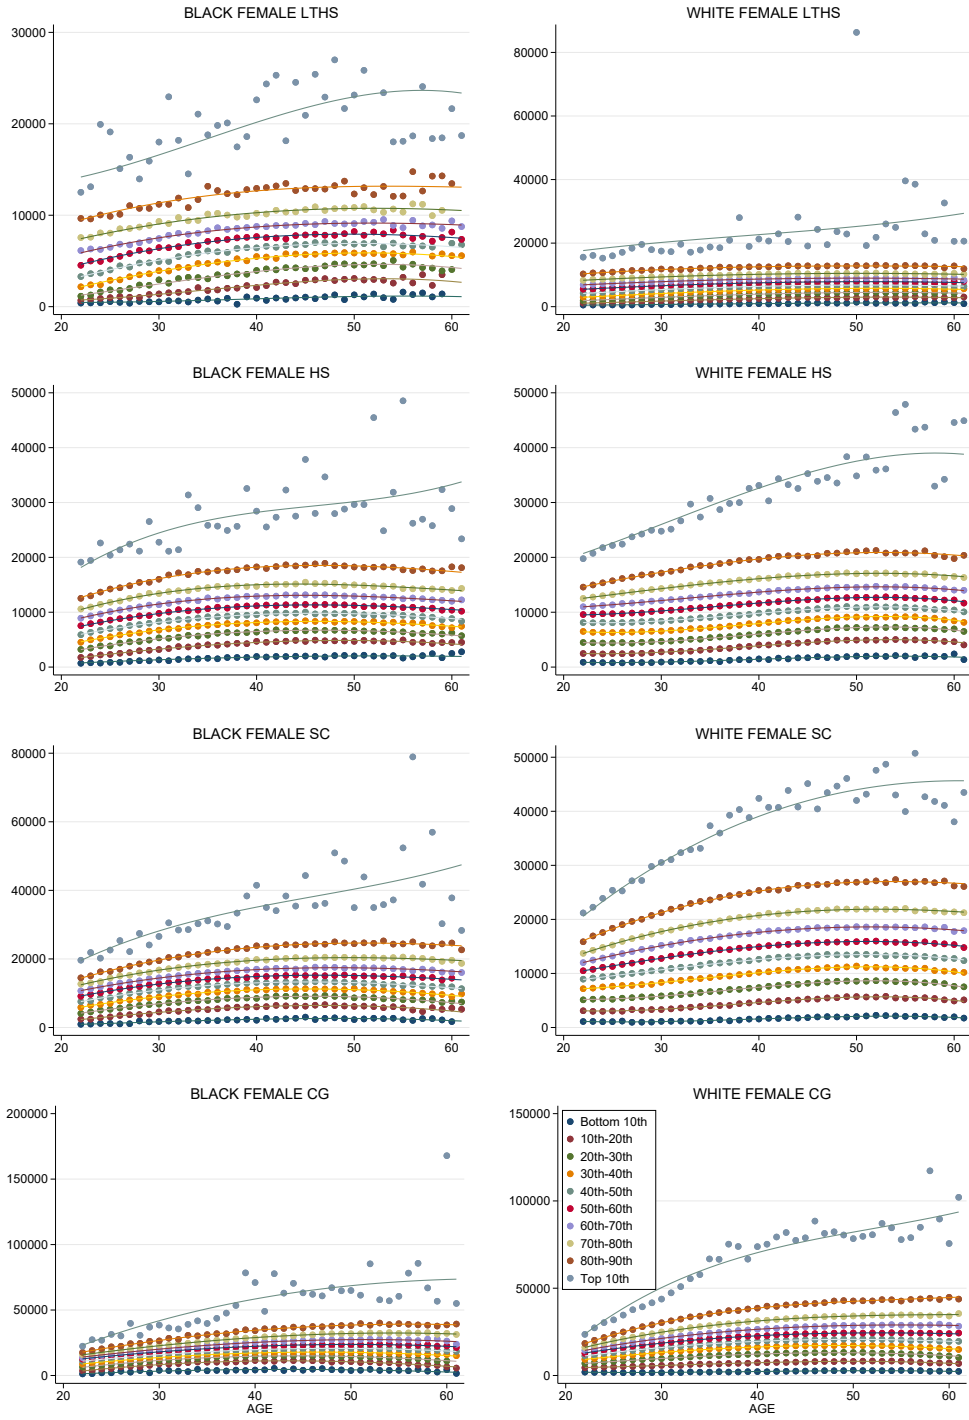 BLACK FEMALE LTHS
30000
20000
10000
0
20 30 40 50 60
WHITE FEMALE LTHS
80000
60000
40000
20000
0
20 30 40 50 60
BLACK FEMALE HS
50000
40000
30000
20000
10000
0
20 30 40 50 60
WHITE FEMALE HS
50000
40000
30000
20000
10000
0
20 30 40 50 60
BLACK FEMALE SC
80000
60000
40000
20000
0
20 30 40 50 60
WHITE FEMALE SC
50000
40000
30000
20000
10000
0
20 30 40 50 60
BLACK FEMALE CG
200000
150000
100000
50000
0
20 30 40 50 60
AGE
WHITE FEMALE CG
150000
100000
50000
0
Bottom 10th
10th-20th
20th-30th
30th-40th
40th-50th
50th-60th
60th-70th
70th-80th
80th-90th
Top 10th
20 30 40 50 60
AGE